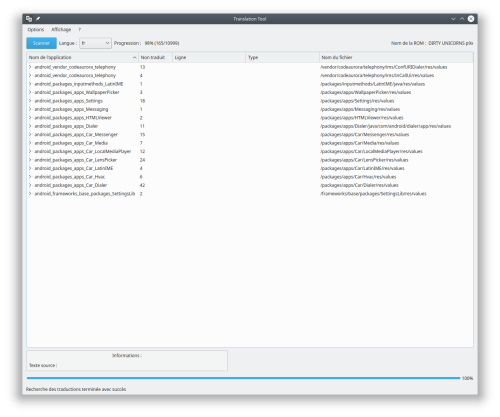 Translation Tool
Options Affichage ?
Scanner Langue : fr Progression : 98% (165/10999) Nom de la ROM : DIRTY UNICORNS pllo
Nom de l'application Non traduit Ligne Type Nom du fichier
android_vendor_codeaurora_telephony 13 /vendor/codeaurora/telephony/ims/ConfURIDialer/res/values
android_vendor_codeaurora_telephony 4 /vendor/codeaurora/telephony/ims/VtCallUi/res/values
android_packages_inputmethods_LatinIME 1 /packages/inputmethods/LatinIME/java/res/values
android_packages_apps_WallpaperPicker 3 /packages/apps/WallpaperPicker/res/values
android_packages_apps_Settings 18 /packages/apps/Settings/res/values
android_packages_apps_Messaging 1 /packages/apps/Messaging/res/values
android_packages_apps_HTMLViewer 2 /packages/apps/HTMLViewer/res/values
android_packages_apps_Dialer 11 /packages/apps/Dialer/java/com/android/dialer/app/res/values
android_packages_apps_Car_Messenger 15 /packages/apps/Car/Messenger/res/values
android_packages_apps_Car_Media 7 /packages/apps/Car/Media/res/values
android_packages_apps_Car_LocalMediaPlayer 12 /packages/apps/Car/LocalMediaPlayer/res/values
android_packages_apps_Car_LensPicker 24 /packages/apps/Car/LensPicker/res/values
android_packages_apps_Car_LatinIME 4 /packages/apps/Car/LatinIME/res/values
android_packages_apps_Car_Hvac 6 /packages/apps/Car/Hvac/res/values
android_packages_apps_Car_Dialer 42 /packages/apps/Car/Dialer/res/values
android_frameworks_base_packages_SettingsLib 2 /frameworks/base/packages/SettingsLib/res/values
Informations :
Texte source :
100%
Recherche des traductions terminée avec succès